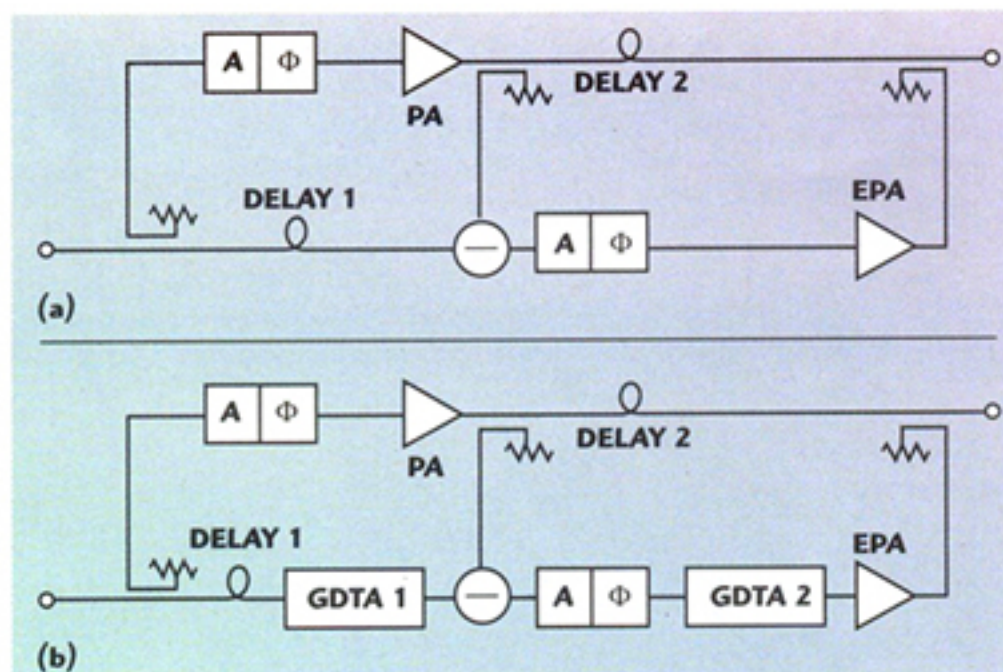 A Φ
PA
DELAY 2
DELAY 1
EPA
— A Φ
(a)
A Φ
PA
DELAY 2
DELAY 1
EPA
GDTA 1 — A Φ GDTA 2
(b)